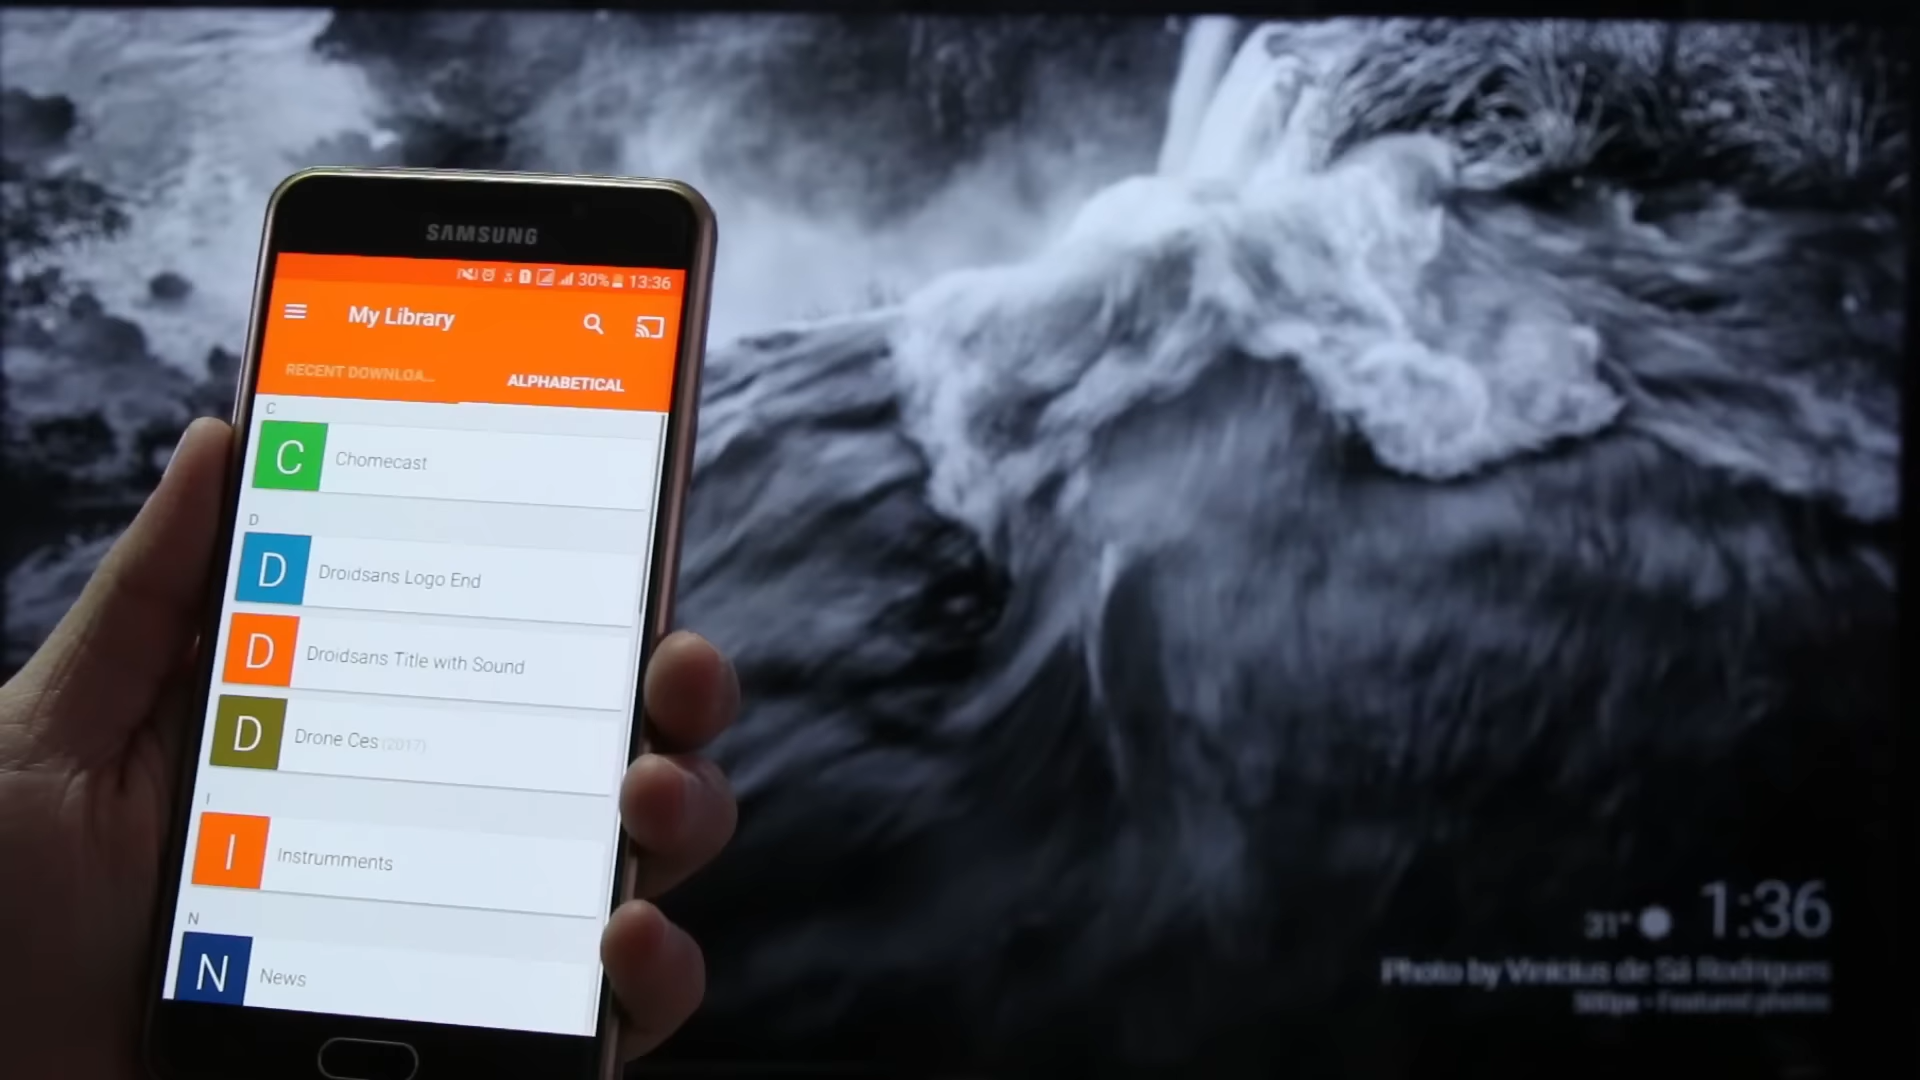 SAMSUNG
30% 13:36
My Library
RECENT DOWNLOA...
ALPHABETICAL
C
C Chomecast
D
D Droidsans Logo End
D Droidsans Title with Sound
D Drone Ces (2017)
I
I Instrumments
N
N News
31° 1:36
Photo by Vinicius de Sá Rodrigues
500px • Featured photos